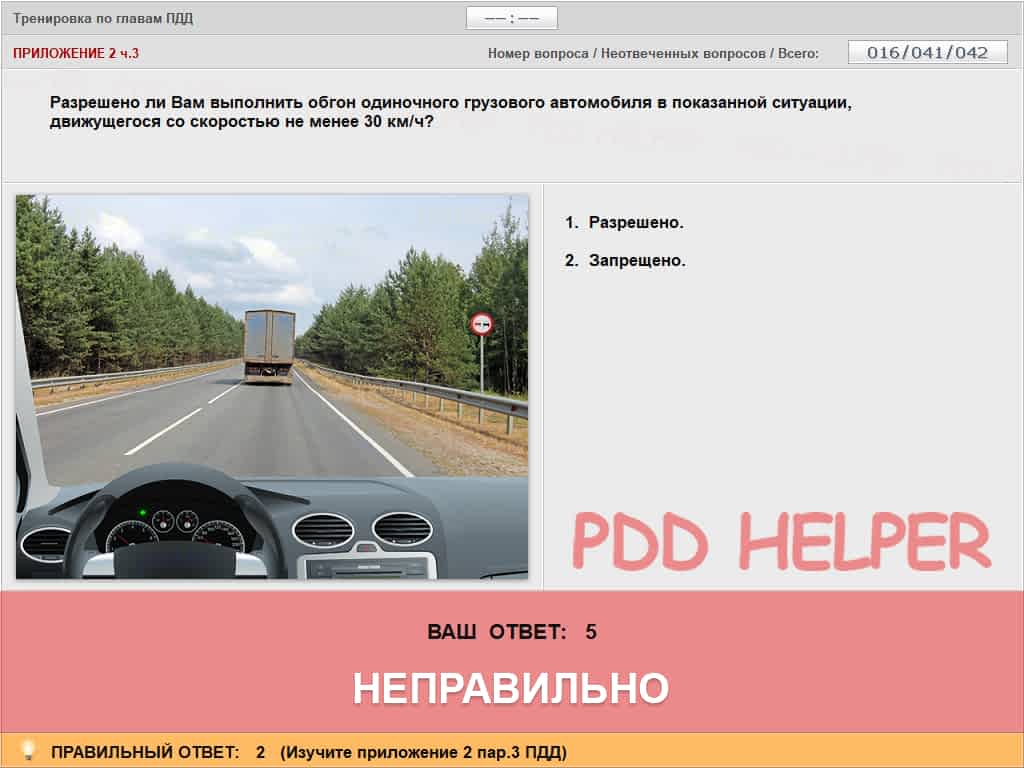 Тренировка по главам ПДД
––:––
ПРИЛОЖЕНИЕ 2 ч.3
Номер вопроса / Неотвеченных вопросов / Всего:
016/041/042
Разрешено ли Вам выполнить обгон одиночного грузового автомобиля в показанной ситуации,
движущегося со скоростью не менее 30 км/ч?
1. Разрешено.
2. Запрещено.
PDD HELPER
ВАШ ОТВЕТ: 5
НЕПРАВИЛЬНО
ПРАВИЛЬНЫЙ ОТВЕТ: 2 (Изучите приложение 2 пар.3 ПДД)